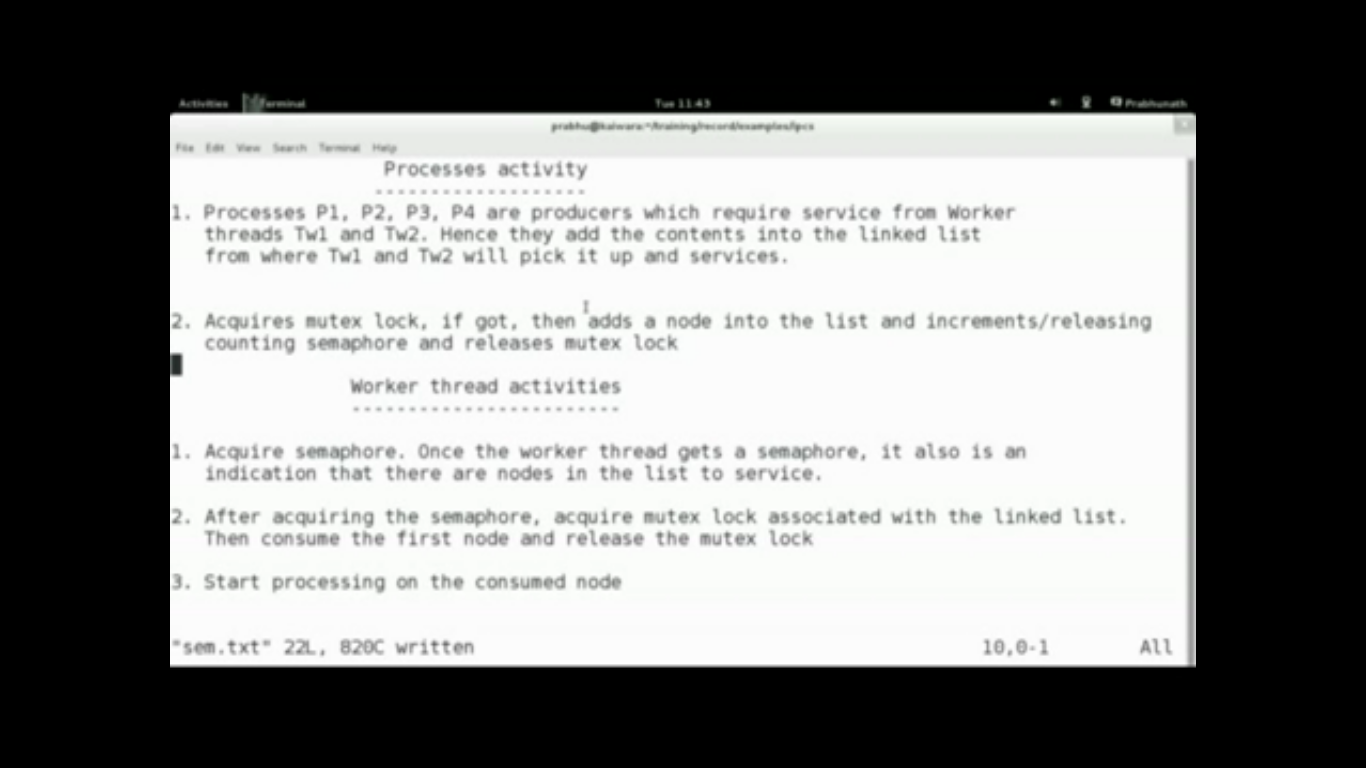 Activities Terminal Tue 11:43 Prabhunath
prabhu@kaiwara:~/training/record/examples/ipcs
File Edit View Search Terminal Help
Processes activity
-------------------
1. Processes P1, P2, P3, P4 are producers which require service from Worker
threads Tw1 and Tw2. Hence they add the contents into the linked list
from where Tw1 and Tw2 will pick it up and services.
2. Acquires mutex lock, if got, then adds a node into the list and increments/releasing
counting semaphore and releases mutex lock
Worker thread activities
------------------------
1. Acquire semaphore. Once the worker thread gets a semaphore, it also is an
indication that there are nodes in the list to service.
2. After acquiring the semaphore, acquire mutex lock associated with the linked list.
Then consume the first node and release the mutex lock
3. Start processing on the consumed node
"sem.txt" 22L, 820C written 10,0-1 All